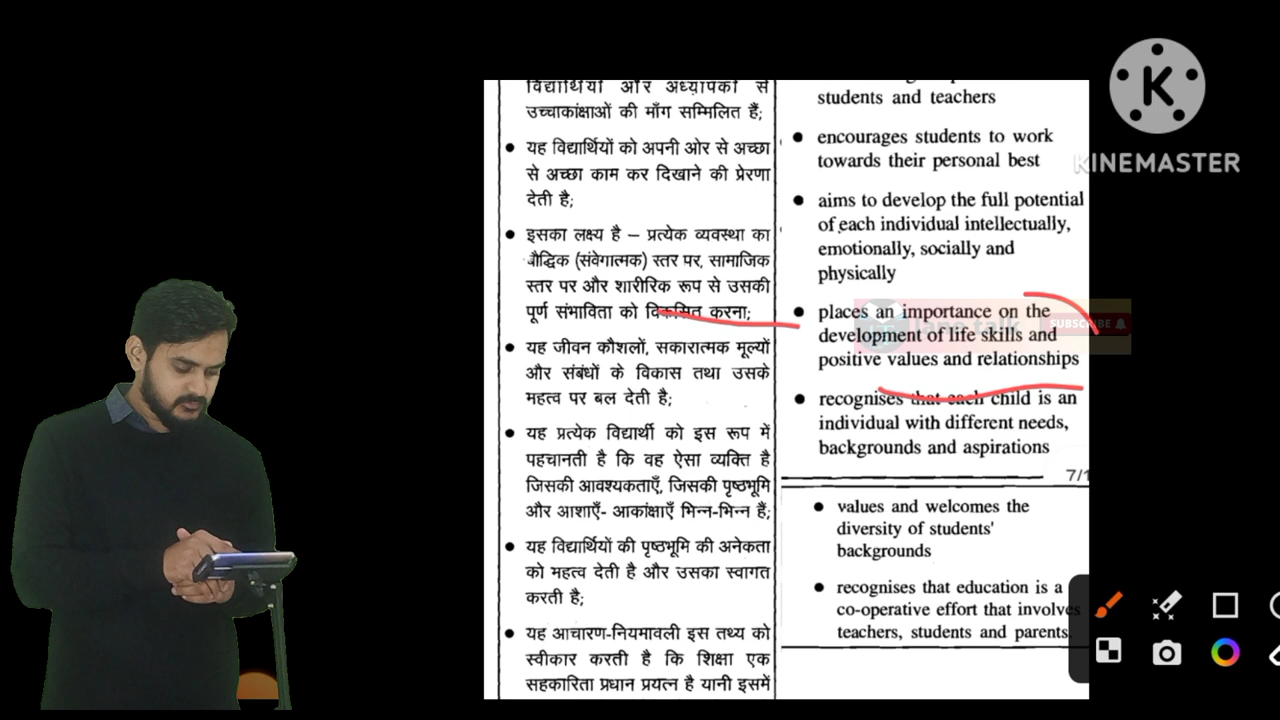 विद्यार्थियों और अध्यापकों से
उच्चाकांक्षाओं की माँग सम्मिलित हैं;
यह विद्यार्थियों को अपनी ओर से अच्छा
से अच्छा काम कर दिखाने की प्रेरणा
देती है;
इसका लक्ष्य है – प्रत्येक व्यवस्था का
बौद्धिक (संवेगात्मक) स्तर पर, सामाजिक
स्तर पर और शारीरिक रूप से उसकी
पूर्ण संभाविता को विकसित करना;
यह जीवन कौशलों, सकारात्मक मूल्यों
और संबंधों के विकास तथा उसके
महत्व पर बल देती है;
यह प्रत्येक विद्यार्थी को इस रूप में
पहचानती है कि वह ऐसा व्यक्ति है
जिसकी आवश्यकताएँ, जिसकी पृष्ठभूमि
और आशाएँ- आकांक्षाएँ भिन्न-भिन्न हैं;
यह विद्यार्थियों की पृष्ठभूमि की अनेकता
को महत्व देती है और उसका स्वागत
करती है;
यह आचारण-नियमावली इस तथ्य को
स्वीकार करती है कि शिक्षा एक
सहकारिता प्रधान प्रयत्न है यानी इसमें
students and teachers
encourages students to work
towards their personal best
aims to develop the full potential
of each individual intellectually,
emotionally, socially and
physically
places an importance on the
development of life skills and
positive values and relationships
recognises that each child is an
individual with different needs,
backgrounds and aspirations
7/1
values and welcomes the
diversity of students'
backgrounds
recognises that education is a
co-operative effort that involves
teachers, students and parents.
K
KINEMASTER
SUBSCRIBE